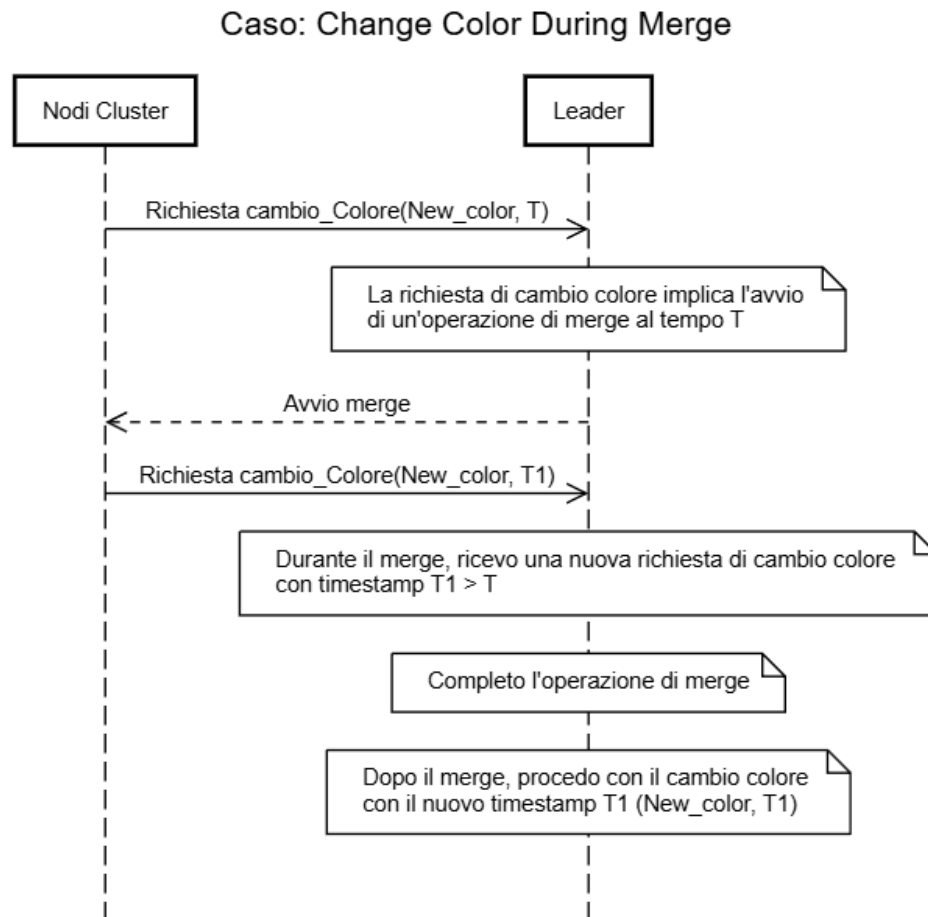 Caso: Change Color During Merge
Nodi Cluster
Leader
Richiesta cambio_Colore(New_color, T)
La richiesta di cambio colore implica l'avvio
di un'operazione di merge al tempo T
Avvio merge
Richiesta cambio_Colore(New_color, T1)
Durante il merge, ricevo una nuova richiesta di cambio colore
con timestamp T1 > T
Completo l'operazione di merge
Dopo il merge, procedo con il cambio colore
con il nuovo timestamp T1 (New_color, T1)